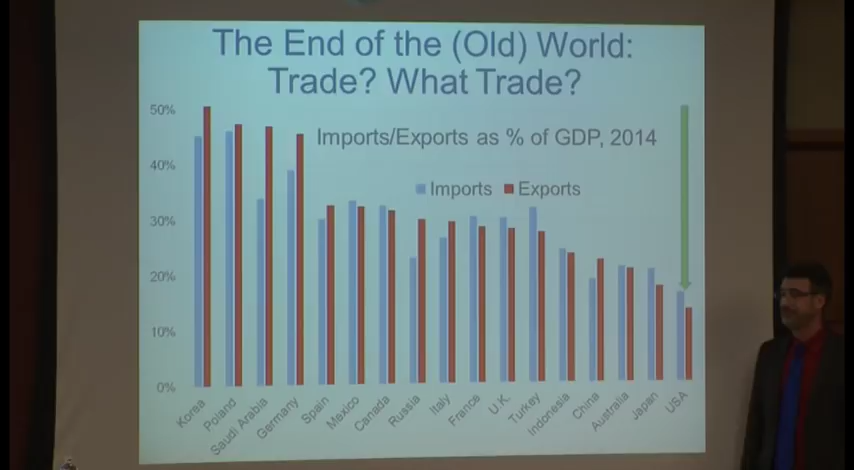 The End of the (Old) World:
Trade? What Trade?
50%
Imports/Exports as % of GDP, 2014
40%
Imports Exports
30%
20%
10%
0%
Korea
Poland
Saudi Arabia
Germany
Spain
Mexico
Canada
Russia
Italy
France
U.K.
Turkey
Indonesia
China
Australia
Japan
USA